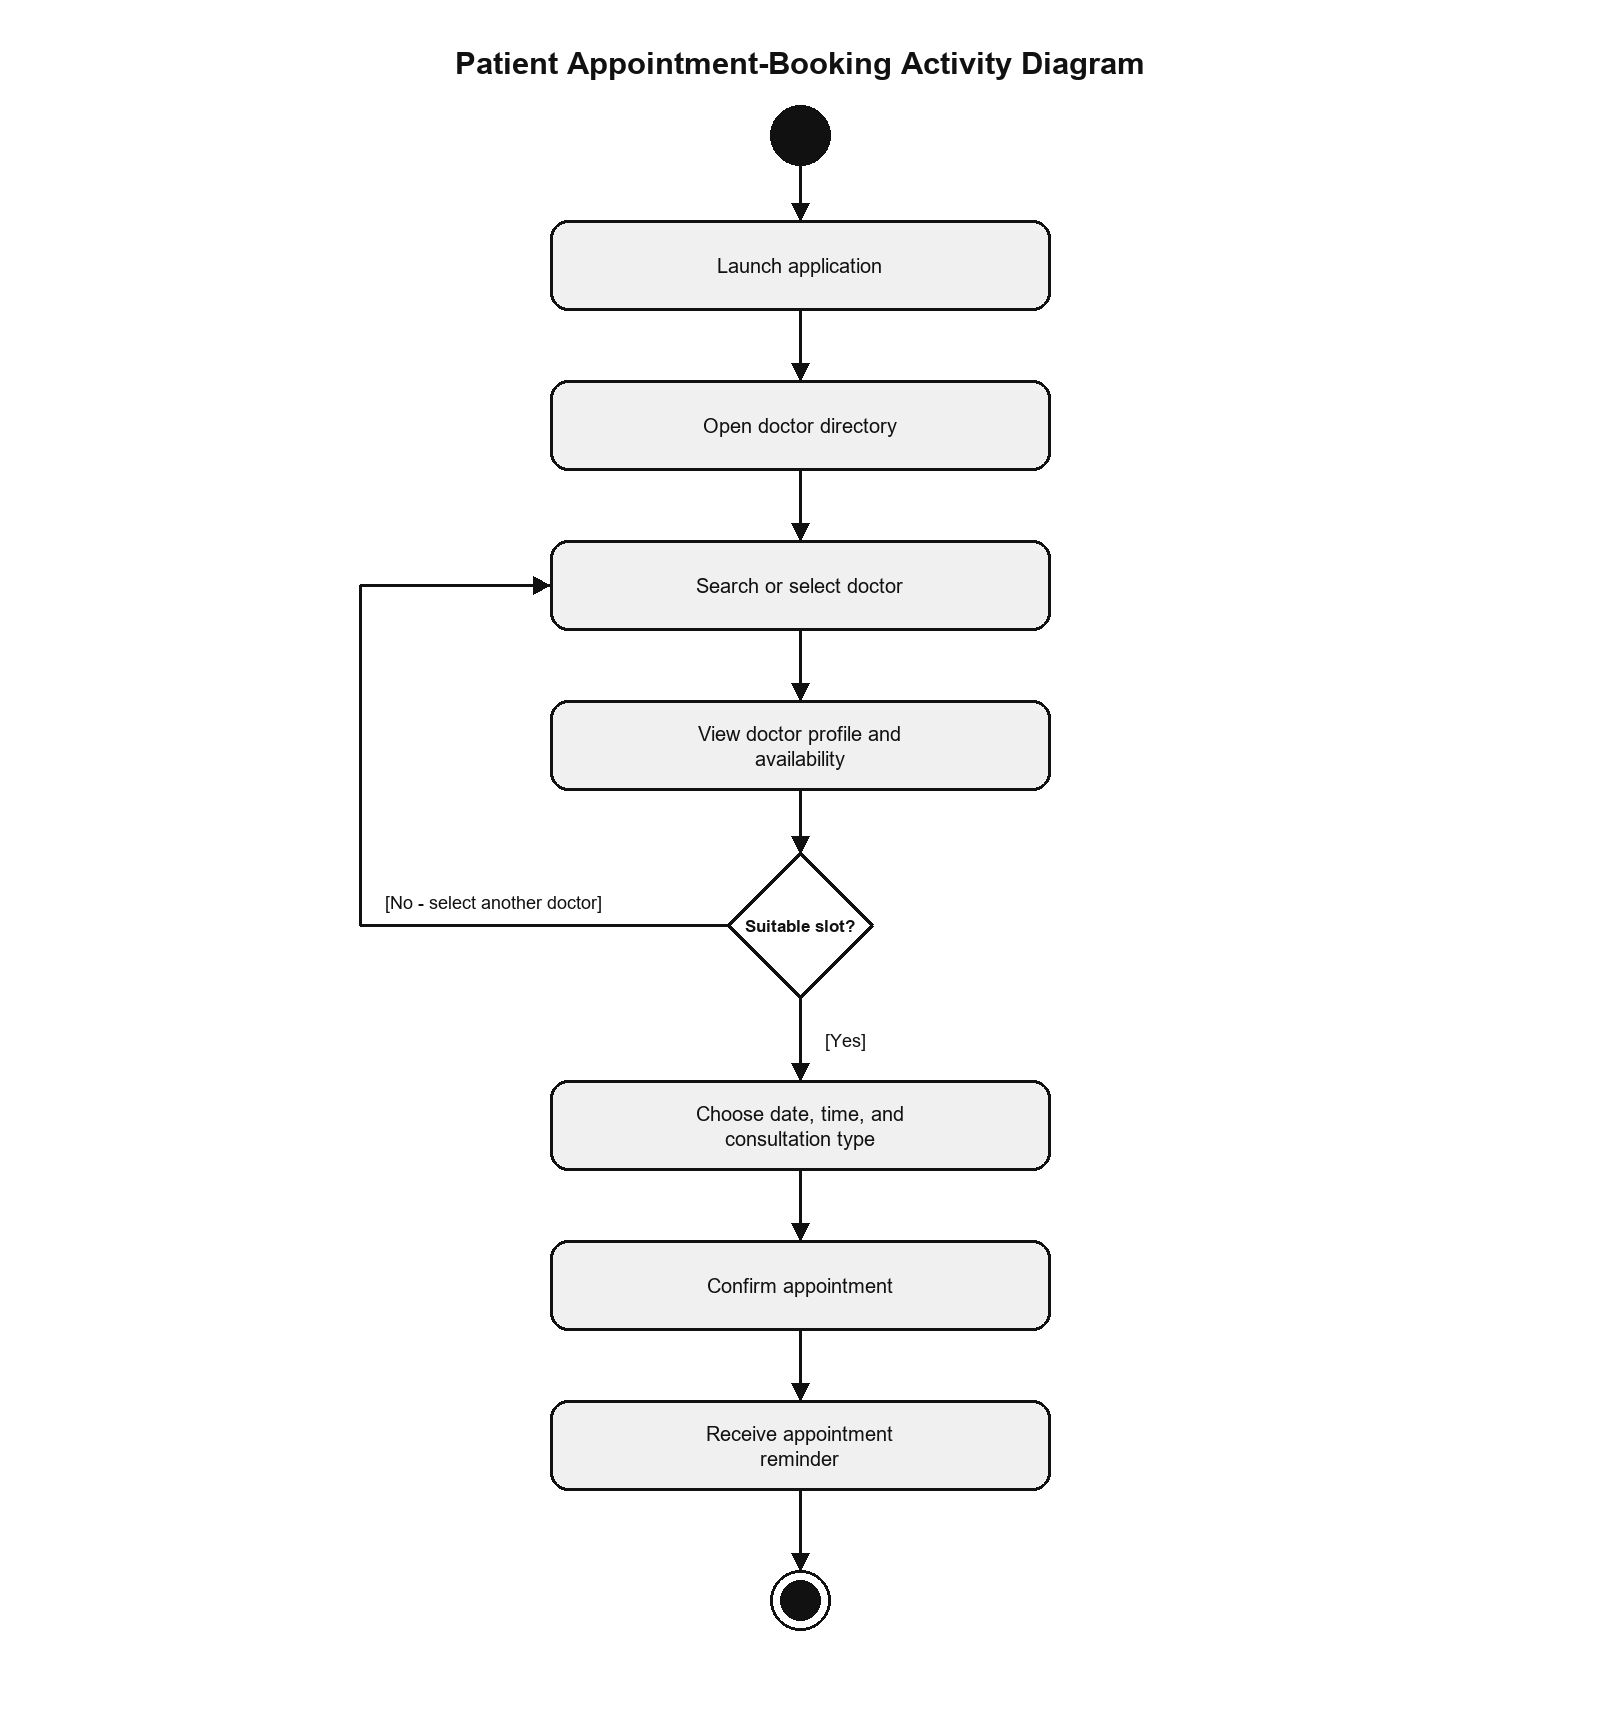 Patient Appointment-Booking Activity Diagram
Launch application
Open doctor directory
Search or select doctor
View doctor profile and
availability
[No - select another doctor]
Suitable slot?
[Yes]
Choose date, time, and
consultation type
Confirm appointment
Receive appointment
reminder